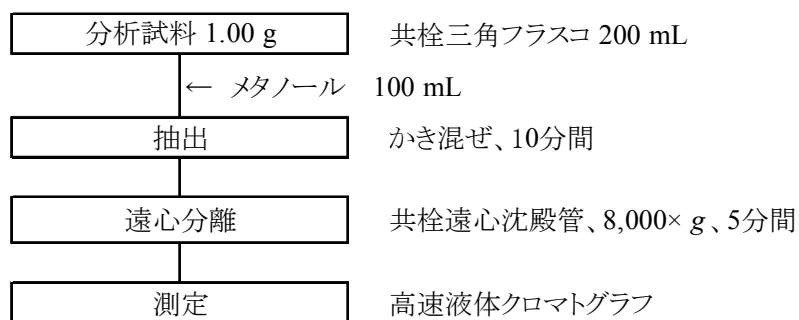 分析試料 1.00 g 共栓三角フラスコ 200 mL
← メタノール 100 mL
抽出 かき混ぜ、10分間
遠心分離 共栓遠心沈殿管、8,000× g、5分間
測定 高速液体クロマトグラフ